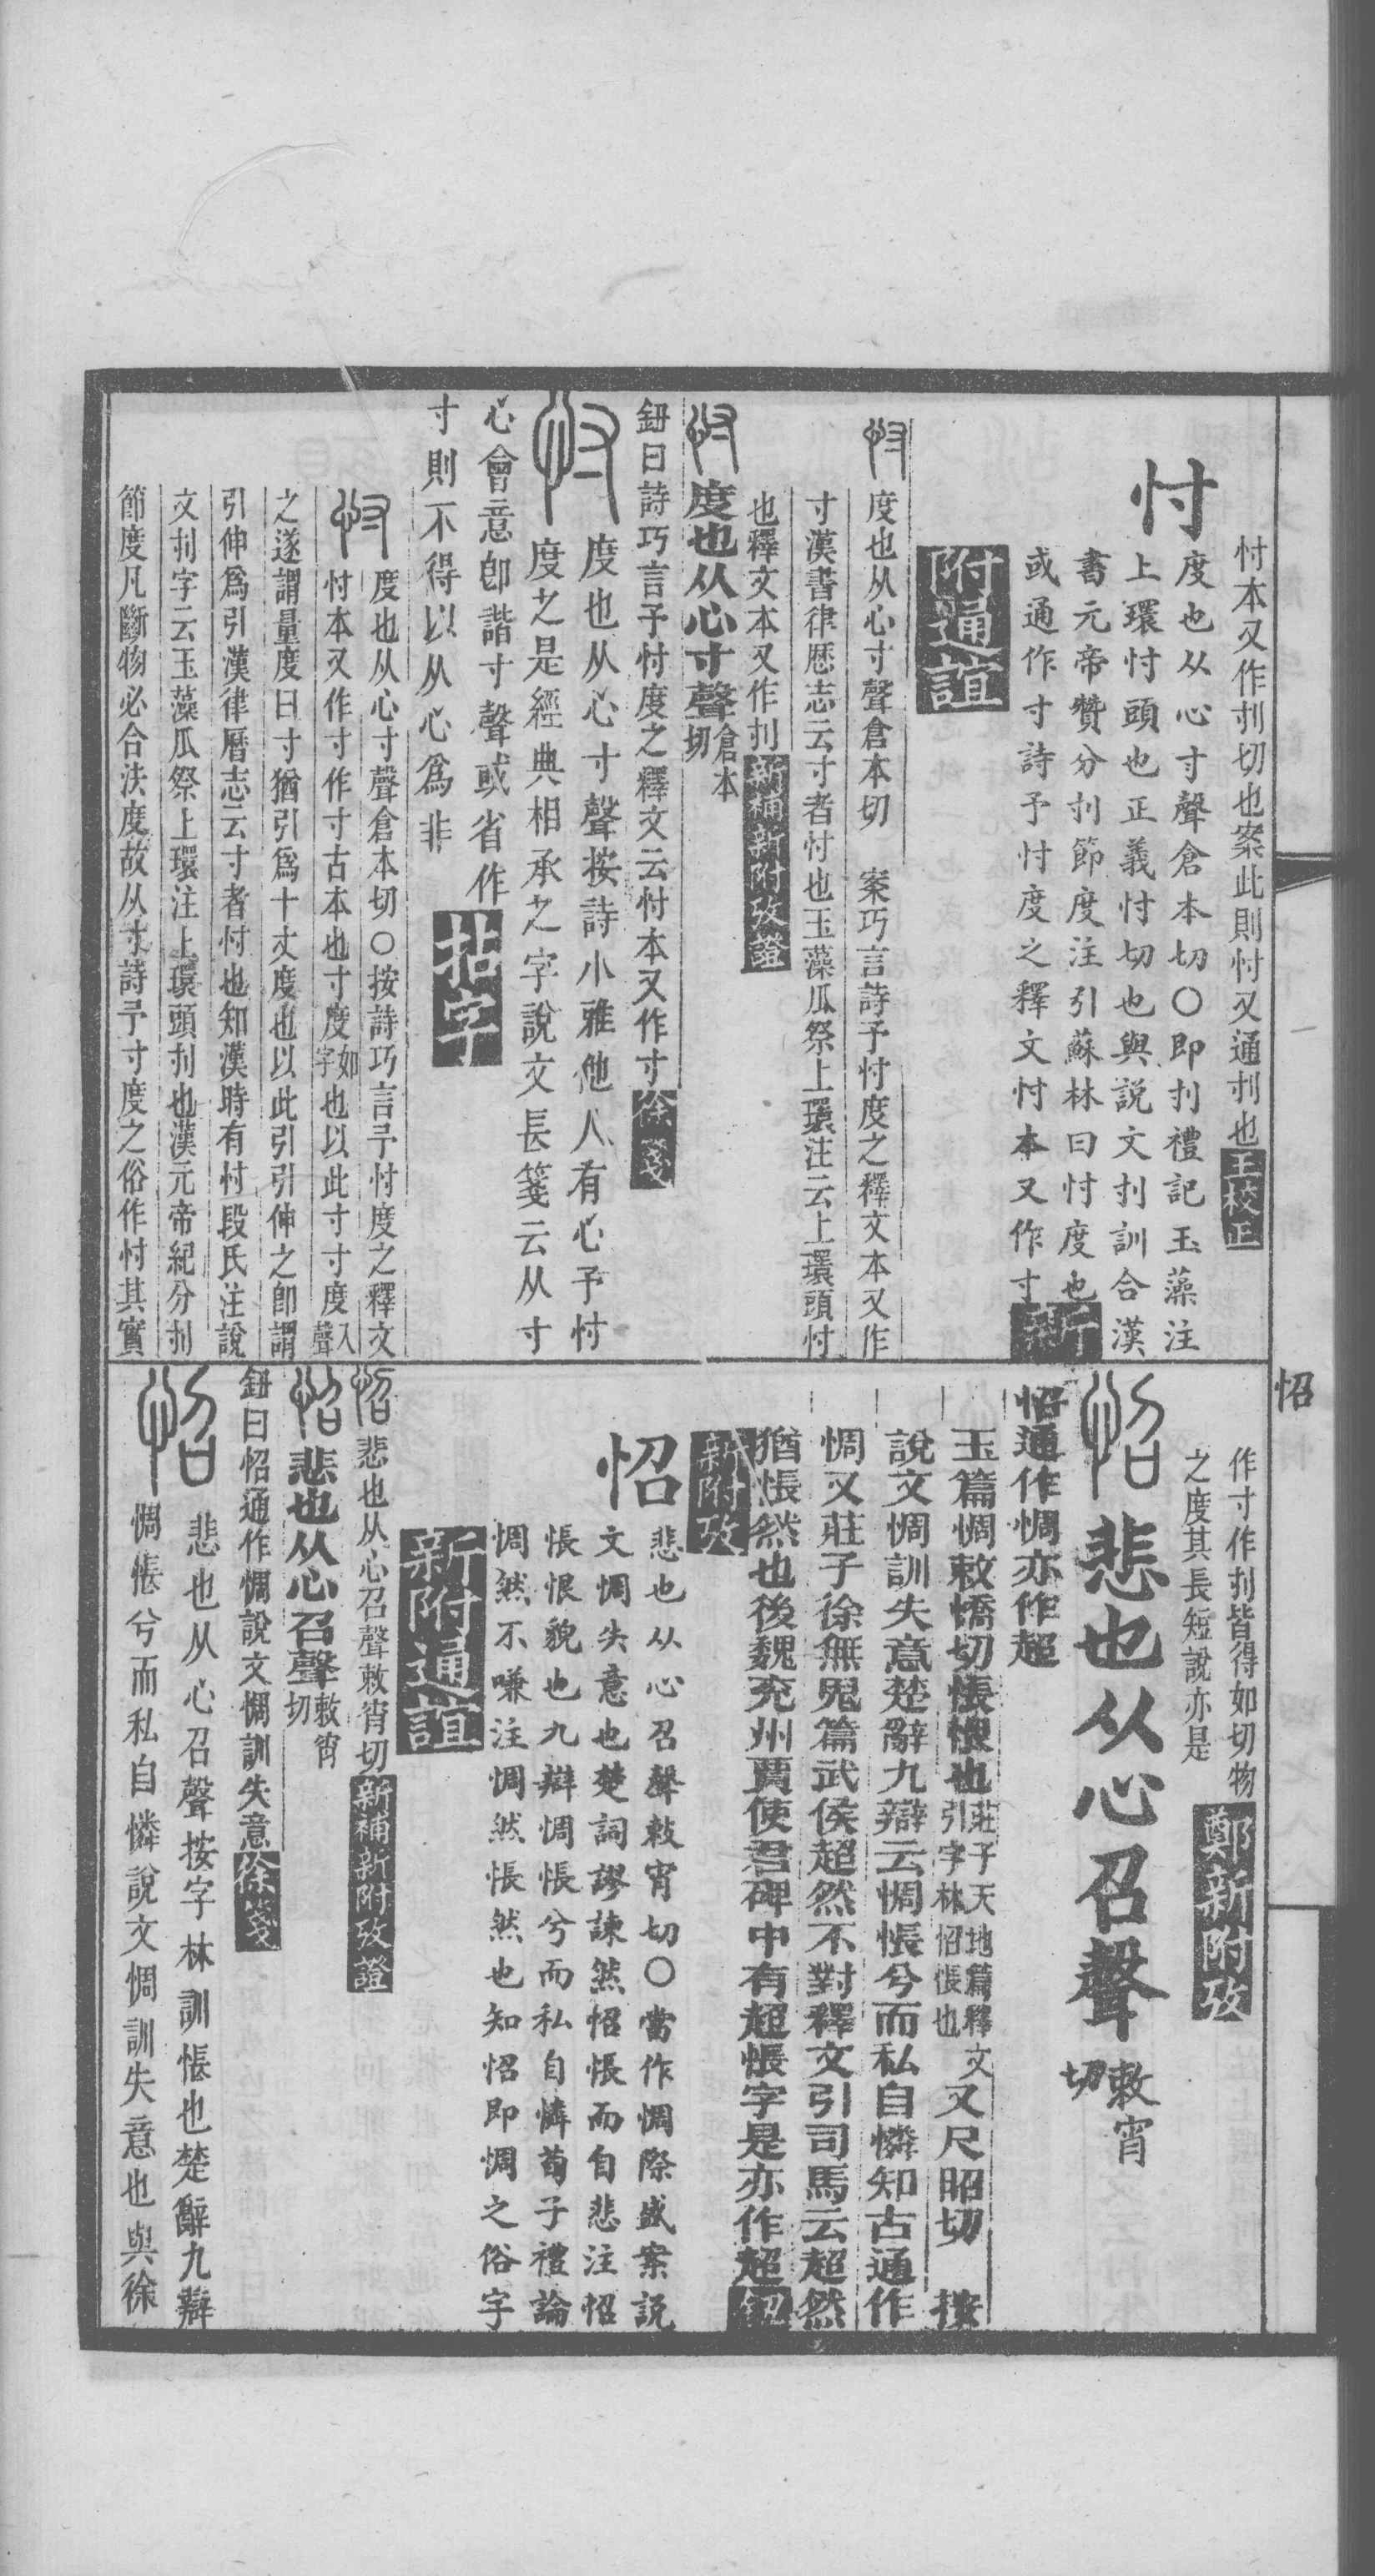 忖本又作刌切也案此則忖又通刌也王校正
忖
度也从心寸聲倉本切〇即刌禮記玉藻注
上環忖頭也正義忖切也與說文刌訓合漢
書元帝贊分刌節度注引蘇林曰忖度也
或通作寸詩予忖度之釋文忖本又作寸新
附通誼
忖度也从心寸聲倉本切 案巧言詩予忖度之釋文本又作
寸漢書律厯志云寸者忖也玉藻瓜祭上環注云上環頭忖
也釋文本又作刌新補新附攷證
忖度也从心寸聲倉本切
鈕曰詩巧言予忖度之釋文云忖本又作寸徐箋
忖
度也从心寸聲按詩小雅他人有心予忖
度之是經典相承之字說文長箋云从寸
心會意卽諧寸聲或省作
寸則不得以从心爲非拈字
忖
度也从心寸聲倉本切〇按詩巧言予忖度之釋文
忖本又作寸作寸古本也寸度如字也以此寸寸度入聲
之遂謂量度曰寸猶引爲十丈度也以此引引伸之卽謂
引伸爲引漢律曆志云寸者忖也知漢時有忖段氏注說
文刌字云玉藻瓜祭上環注上環頭刌也漢元帝紀分刌
節度凡斷物必合法度故从寸詩予寸度之俗作忖其實
怊
作寸作刌皆得如切物
之度其長短說亦是鄭新附攷
怊悲也从心召聲敕宵切
怊通作惆亦作超
玉篇惆敕憍切悵恨也莊子天地篇釋文引字林怊悵也又尺昭切 按
說文惆訓失意楚辭九辯云惆悵兮而私自憐知古通作
惆又莊子徐無鬼篇武侯超然不對釋文引司馬云超然
猶悵然也後魏兗州賈使君碑中有超悵字是亦作超鈕
新附攷
怊
悲也从心召聲敕宵切〇當作惆際盛案說
文惆失意也楚詞謬諫然怊悵而自悲注怊
悵恨貌也九辯惆悵兮而私自憐荀子禮論
惆然不嗛注惆然悵然也知怊即惆之俗字
新附通誼
怊悲也从心召聲敕宵切新補新附攷證
怊悲也从心召聲敕宵切
鈕曰怊通作惆說文惆訓失意徐箋
怊
悲也从心召聲按字林訓悵也楚辭九辯
惆悵兮而私自憐說文惆訓失意也與徐